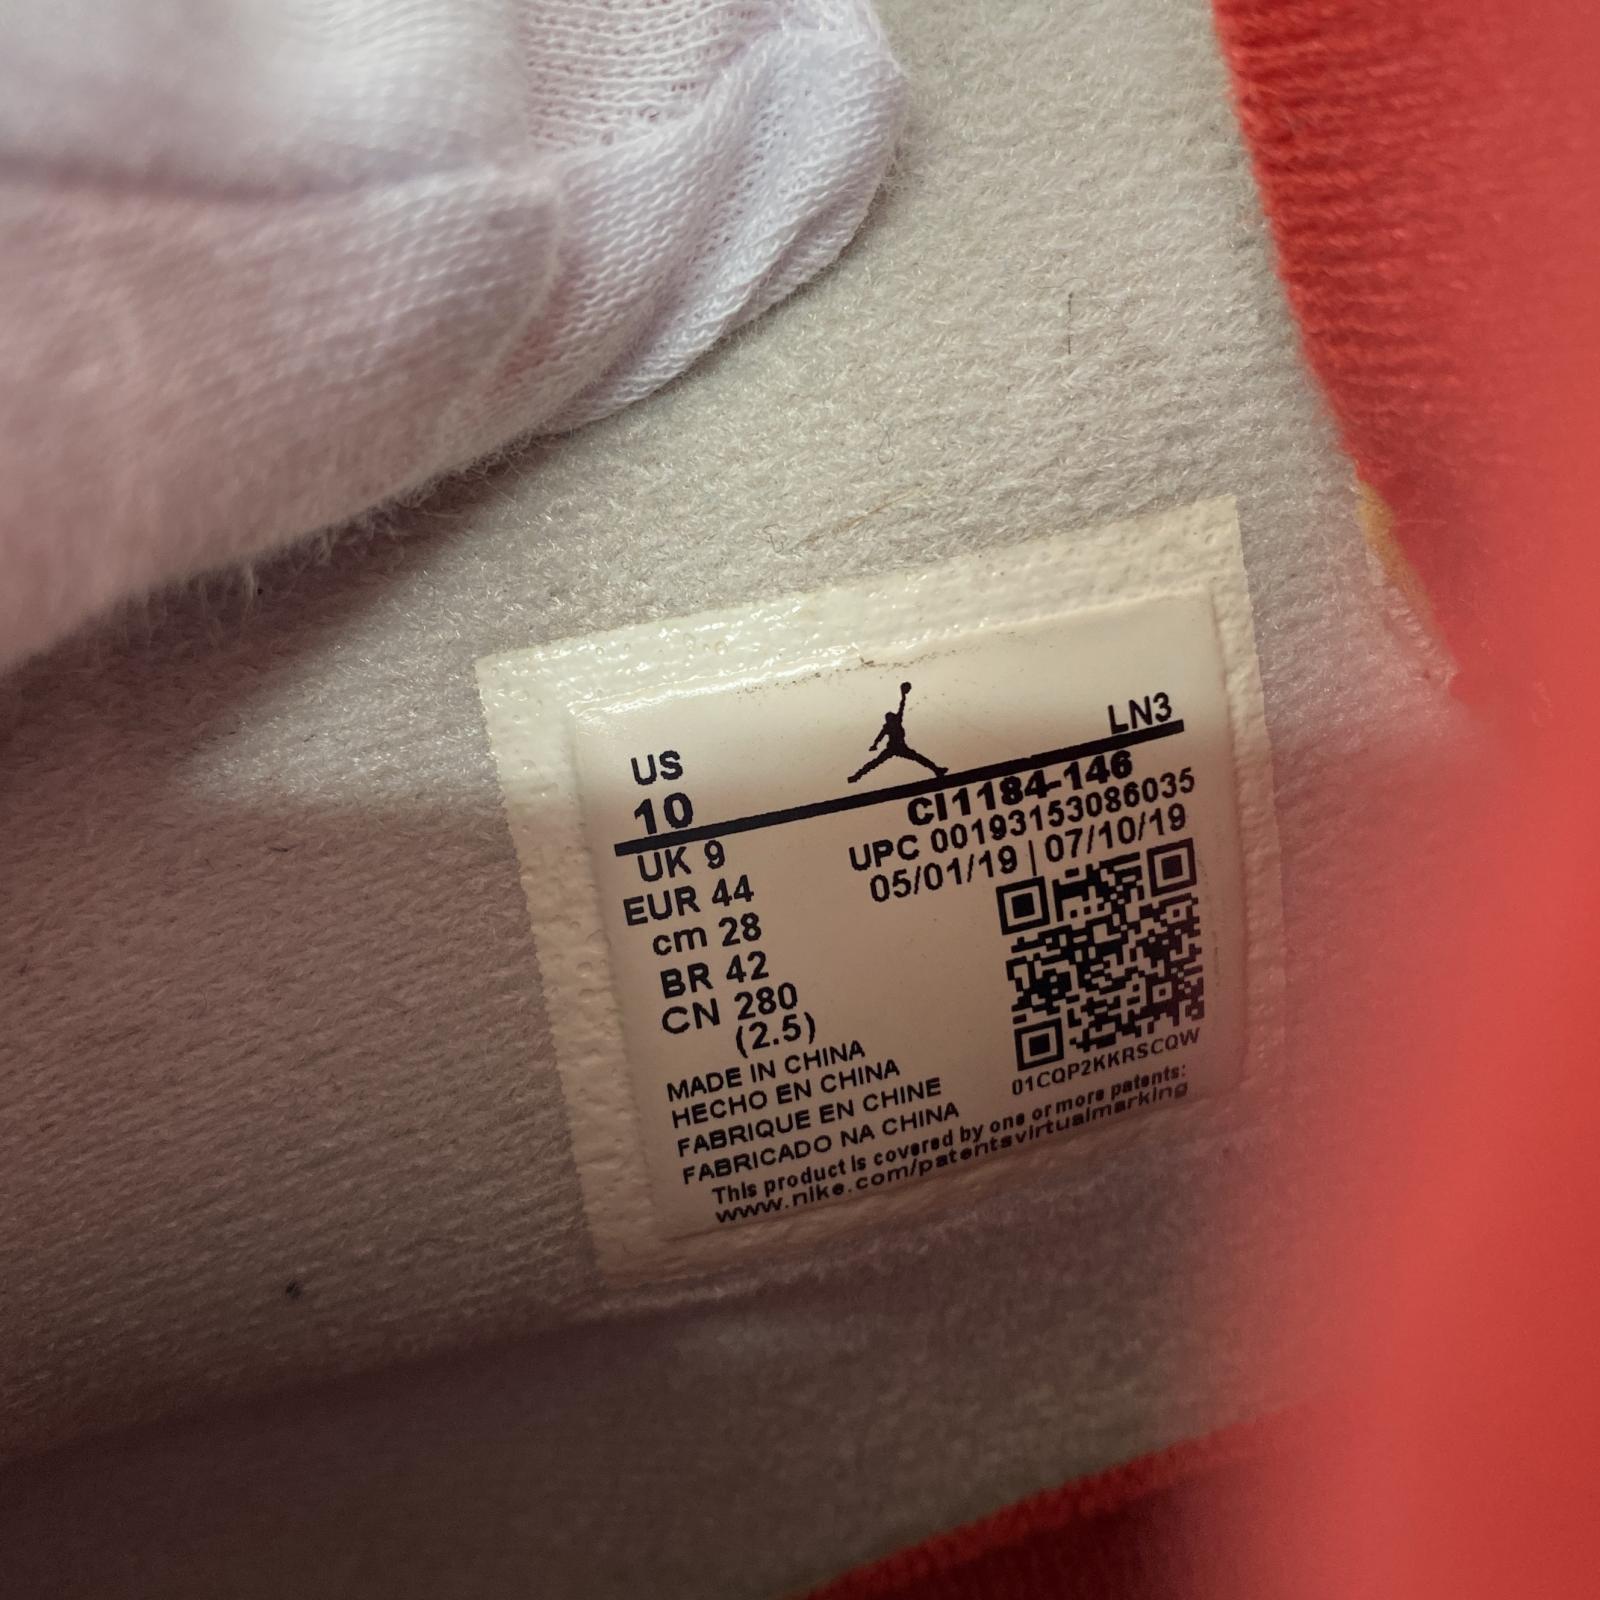 US
10
LN3
CI1184-146
UPC 00193153086035
05/01/19 | 07/10/19
UK 9
EUR 44
cm 28
BR 42
CN 280
(2.5)
01CQP2KKRSCQW
MADE IN CHINA
HECHO EN CHINA
FABRIQUE EN CHINE
FABRICADO NA CHINA
This product is covered by one or more patents:
www.nike.com/patentsvirtualmarking